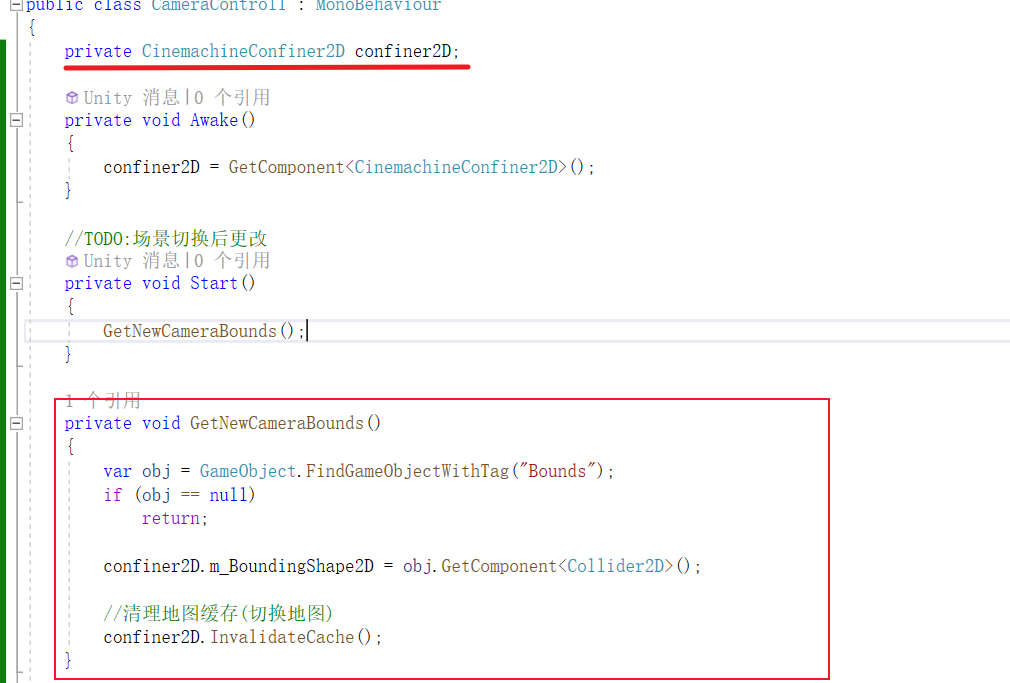 public class CameraControll : MonoBehaviour
{
private CinemachineConfiner2D confiner2D;
Unity 消息|0 个引用
private void Awake()
{
confiner2D = GetComponent<CinemachineConfiner2D>();
}
//TODO:场景切换后更改
Unity 消息|0 个引用
private void Start()
{
GetNewCameraBounds();
}
1 个引用
private void GetNewCameraBounds()
{
var obj = GameObject.FindGameObjectWithTag("Bounds");
if (obj == null)
return;
confiner2D.m_BoundingShape2D = obj.GetComponent<Collider2D>();
//清理地图缓存(切换地图)
confiner2D.InvalidateCache();
}